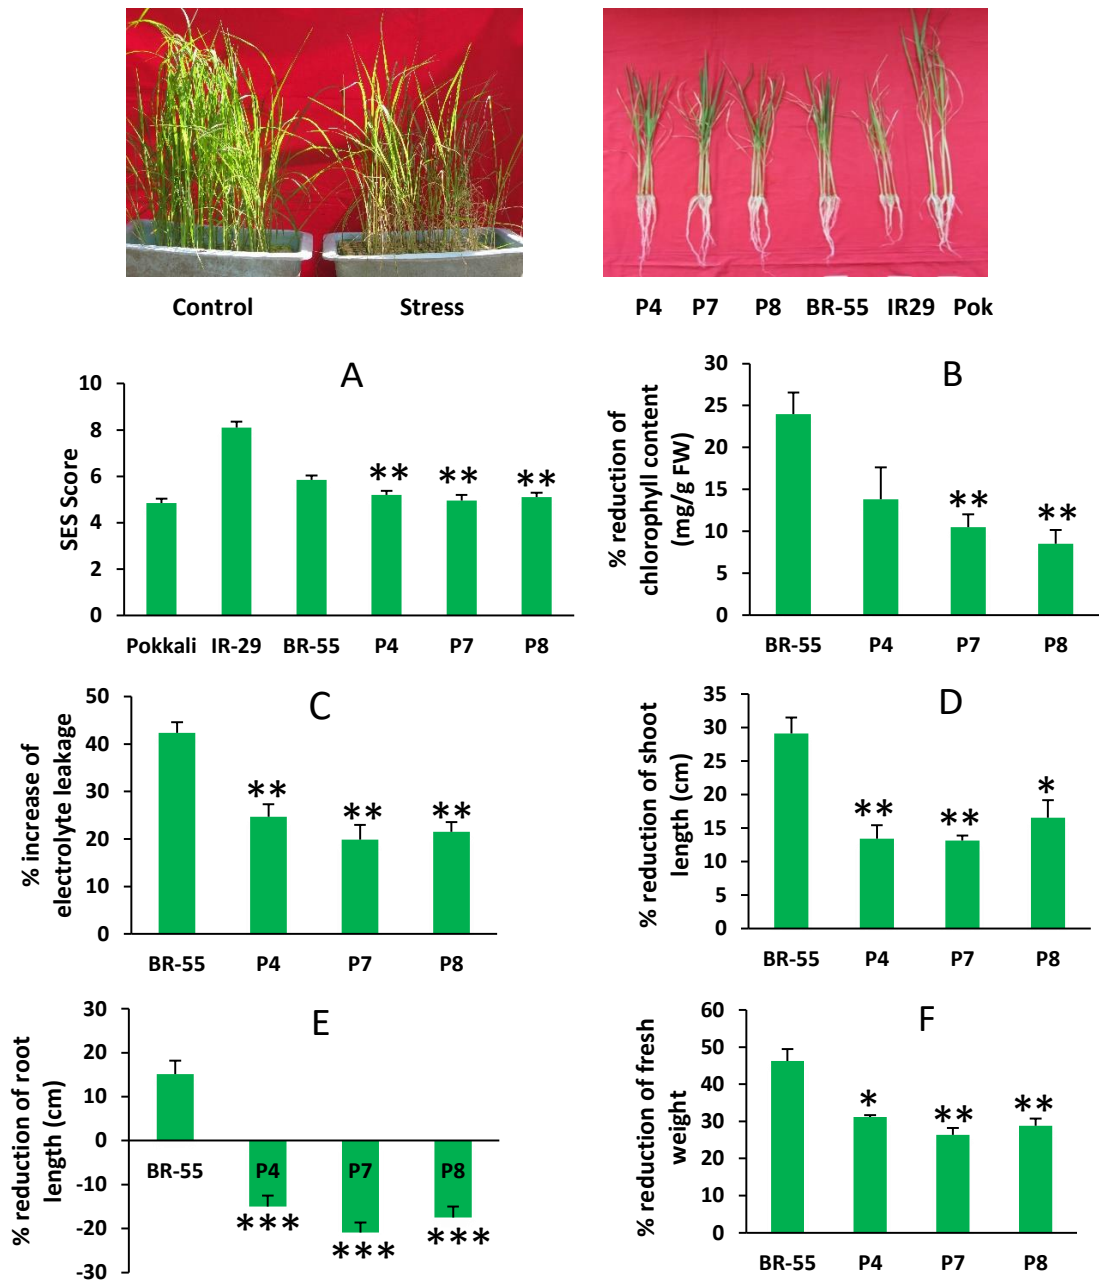 Control Stress
P4 P7 P8 BR-55 IR29 Pok
A
SES Score
10
8
6
4
2
0
** ** **
Pokkali IR-29 BR-55 P4 P7 P8
B
% reduction of
chlorophyll content
(mg/g FW)
30
25
20
15
10
5
0
** **
BR-55 P4 P7 P8
C
% increase of
electrolyte leakage
50
40
30
20
10
0
** ** **
BR-55 P4 P7 P8
D
% reduction of shoot
length (cm)
35
30
25
20
15
10
5
0
** ** *
BR-55 P4 P7 P8
E
% reduction of root
length (cm)
30
20
10
0
-10
-20
-30
BR-55 P4 P7 P8
*** *** ***
F
% reduction of fresh
weight
60
50
40
30
20
10
0
* ** **
BR-55 P4 P7 P8